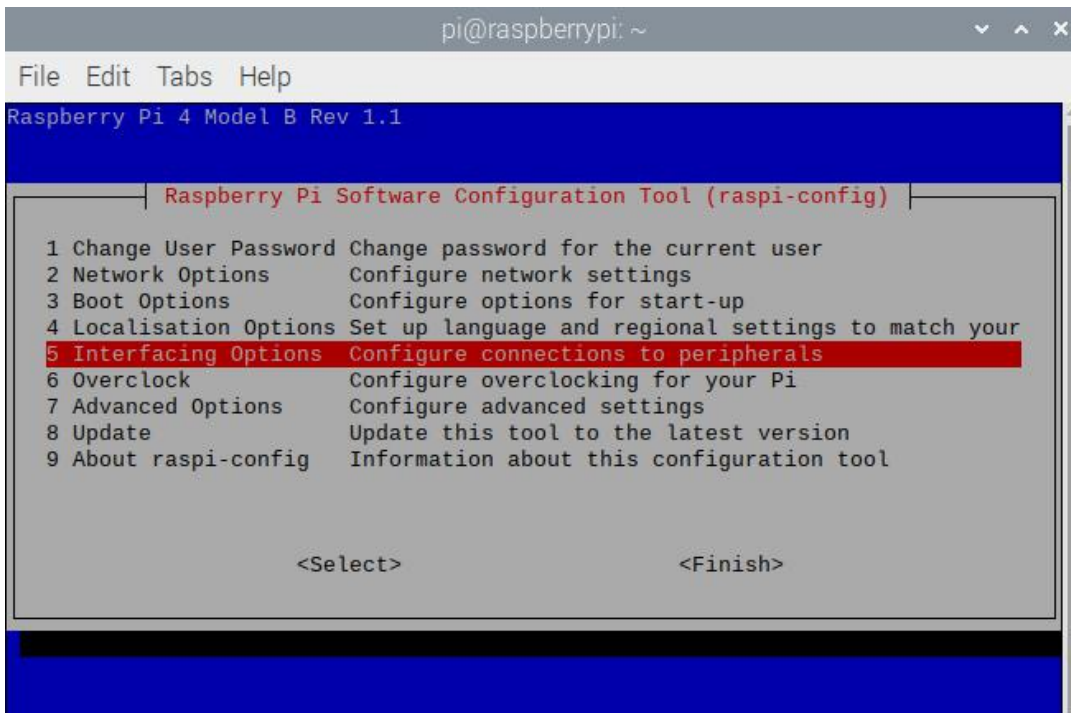 pi@raspberrypi: ~
File Edit Tabs Help
Raspberry Pi 4 Model B Rev 1.1
Raspberry Pi Software Configuration Tool (raspi-config)
1 Change User Password Change password for the current user
2 Network Options Configure network settings
3 Boot Options Configure options for start-up
4 Localisation Options Set up language and regional settings to match your
5 Interfacing Options Configure connections to peripherals
6 Overclock Configure overclocking for your Pi
7 Advanced Options Configure advanced settings
8 Update Update this tool to the latest version
9 About raspi-config Information about this configuration tool
<Select> <Finish>